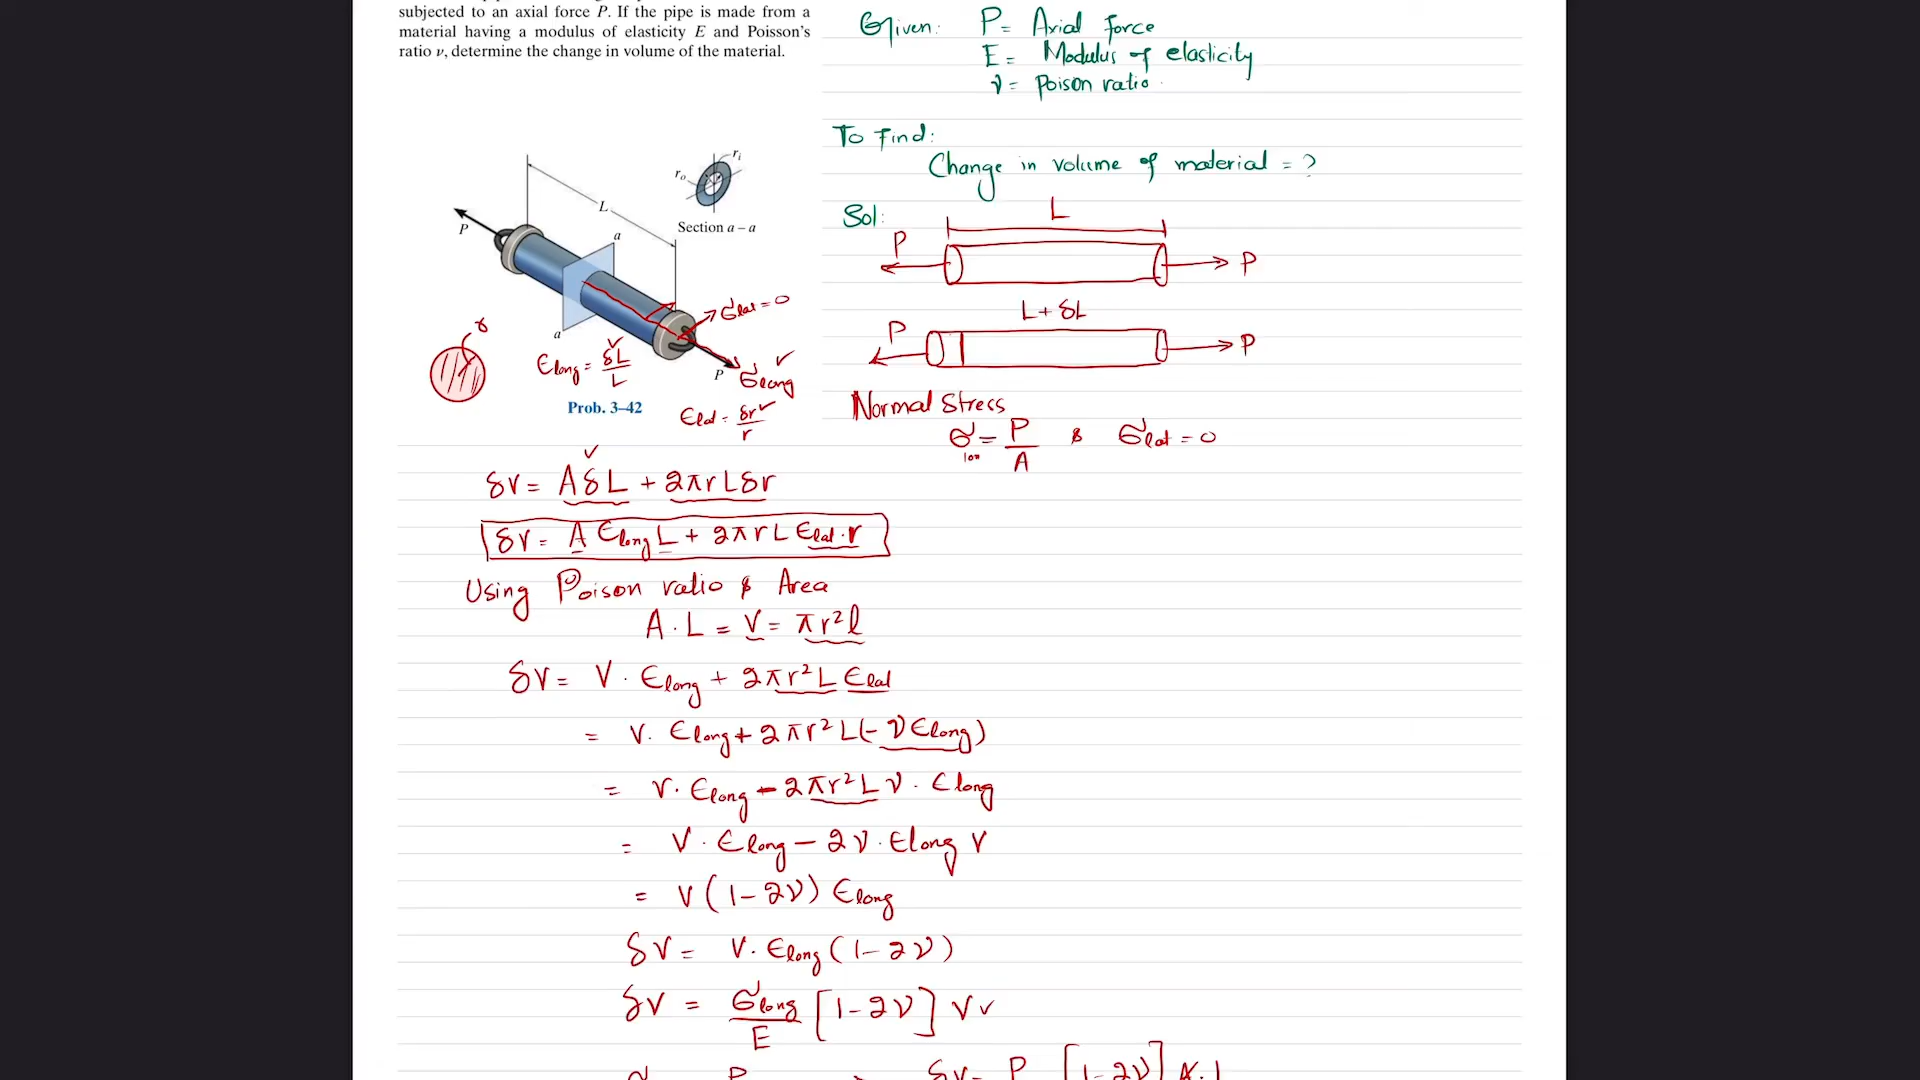 subjected to an axial force P. If the pipe is made from a
material having a modulus of elasticity E and Poisson's
ratio ν, determine the change in volume of the material.
rᵢ
rₒ
L
Section a – a
P
a
a
σlat = 0
r
εlong = δL/L
P
σlong
Prob. 3–42
εlat = δr/r
Given: P = Axial force
E = Modulus of elasticity
ν = Poison ratio
To Find:
Change in volume of material = ?
Sol:
L
P
P
L + δL
P
P
Normal Stress
σlon = P/A & σlat = 0
δV = AδL + 2πrLδr
δV = A εlong L + 2πrL εlat · r
Using Poison ratio & Area
A · L = V = πr²l
δV = V · εlong + 2πr²L εlat
= V · εlong + 2πr²L(-νεlong)
= V · εlong - 2πr²L ν · εlong
= V · εlong - 2ν · εlong V
= V(1 - 2ν) εlong
δV = V · εlong (1 - 2ν)
δV = σlong/E [1 - 2ν] V
δV = P [1 - 2ν]